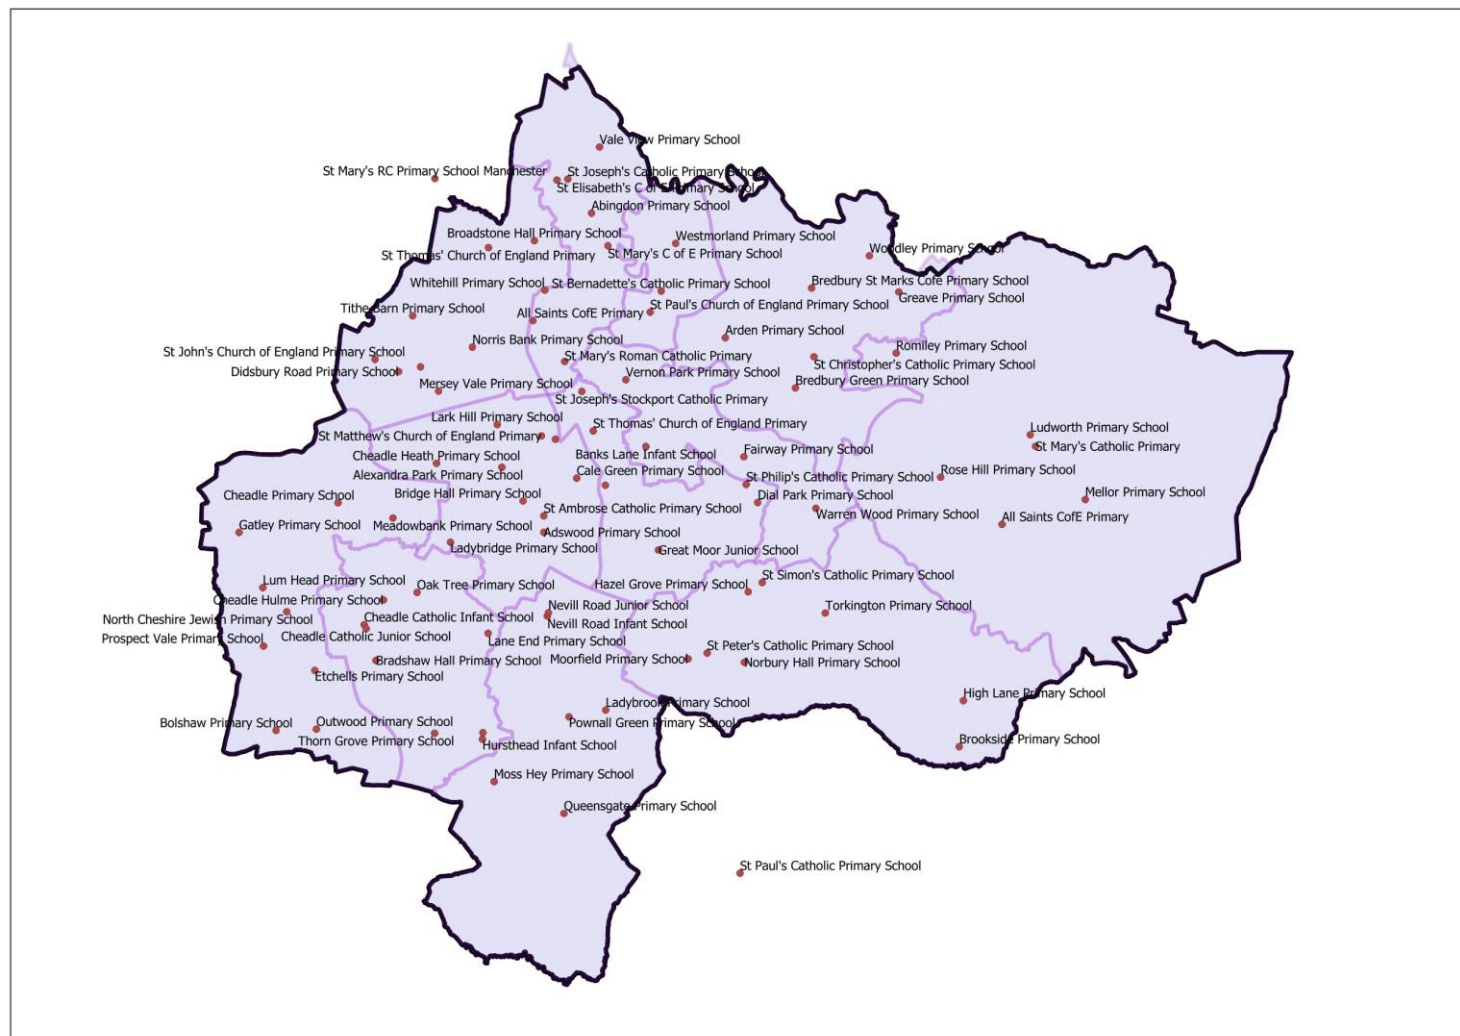 Vale View Primary School
St Mary's RC Primary School Manchester
St Joseph's Catholic Primary School
St Elisabeth's C of E Primary School
Abingdon Primary School
Broadstone Hall Primary School
Westmorland Primary School
St Thomas' Church of England Primary
St Mary's C of E Primary School
Woodley Primary School
Whitehill Primary School
St Bernadette's Catholic Primary School
Bredbury St Marks Cofe Primary School
Greave Primary School
Tithe Barn Primary School
All Saints CofE Primary
St Paul's Church of England Primary School
Arden Primary School
Norris Bank Primary School
Romiley Primary School
St John's Church of England Primary School
St Mary's Roman Catholic Primary
St Christopher's Catholic Primary School
Didsbury Road Primary School
Vernon Park Primary School
Bredbury Green Primary School
Mersey Vale Primary School
St Joseph's Stockport Catholic Primary
Lark Hill Primary School
St Thomas' Church of England Primary
Ludworth Primary School
St Matthew's Church of England Primary
St Mary's Catholic Primary
Cheadle Heath Primary School
Banks Lane Infant School
Fairway Primary School
Alexandra Park Primary School
Cale Green Primary School
St Philip's Catholic Primary School
Rose Hill Primary School
Cheadle Primary School
Bridge Hall Primary School
Dial Park Primary School
Mellor Primary School
St Ambrose Catholic Primary School
Warren Wood Primary School
All Saints CofE Primary
Gatley Primary School
Meadowbank Primary School
Adswood Primary School
Ladybridge Primary School
Great Moor Junior School
Lum Head Primary School
Oak Tree Primary School
Hazel Grove Primary School
St Simon's Catholic Primary School
Cheadle Hulme Primary School
Nevill Road Junior School
Torkington Primary School
North Cheshire Jewish Primary School
Cheadle Catholic Infant School
Nevill Road Infant School
Prospect Vale Primary School
Cheadle Catholic Junior School
Lane End Primary School
St Peter's Catholic Primary School
Bradshaw Hall Primary School
Moorfield Primary School
Norbury Hall Primary School
Etchells Primary School
High Lane Primary School
Ladybrook Primary School
Bolshaw Primary School
Outwood Primary School
Pownall Green Primary School
Thorn Grove Primary School
Hursthead Infant School
Brookside Primary School
Moss Hey Primary School
Queensgate Primary School
St Paul's Catholic Primary School